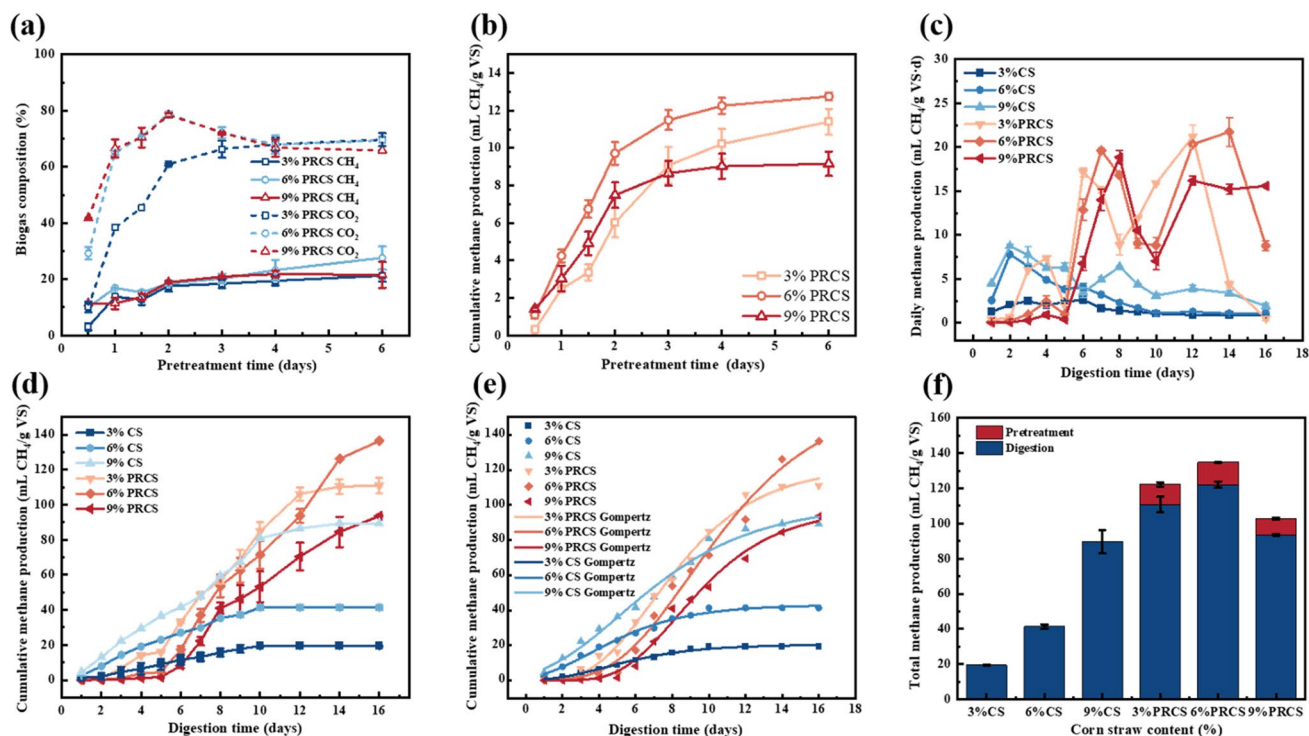 (a)
Biogas composition (%)
100
80
60
40
20
0
3% PRCS CH₄
6% PRCS CH₄
9% PRCS CH₄
3% PRCS CO₂
6% PRCS CO₂
9% PRCS CO₂
0 1 2 3 4 5 6
Pretreatment time (days)
(b)
Cumulative methane production (mL CH₄/g VS)
14
12
10
8
6
4
2
0
3% PRCS
6% PRCS
9% PRCS
0 1 2 3 4 5 6
Pretreatment time (days)
(c)
Daily methane production (mL CH₄/g VS·d)
30
25
20
15
10
5
0
3%CS
6%CS
9%CS
3%PRCS
6%PRCS
9%PRCS
0 2 4 6 8 10 12 14 16 18
Digestion time (days)
(d)
Cumulative methane production (mL CH₄/g VS)
140
120
100
80
60
40
20
0
3% CS
6% CS
9% CS
3% PRCS
6% PRCS
9% PRCS
0 2 4 6 8 10 12 14 16
Digestion time (days)
(e)
Cumulative methane production (mL CH₄/g VS)
140
120
100
80
60
40
20
0
3% CS
6% CS
9% CS
3% PRCS
6% PRCS
9% PRCS
3% PRCS Gompertz
6% PRCS Gompertz
9% PRCS Gompertz
3% CS Gompertz
6% CS Gompertz
9% CS Gompertz
0 2 4 6 8 10 12 14 16 18
Digestion time (days)
(f)
Total methane production (mL CH₄/g VS)
160
140
120
100
80
60
40
20
0
Pretreatment
Digestion
3%CS 6%CS 9%CS 3%PRCS 6%PRCS 9%PRCS
Corn straw content (%)